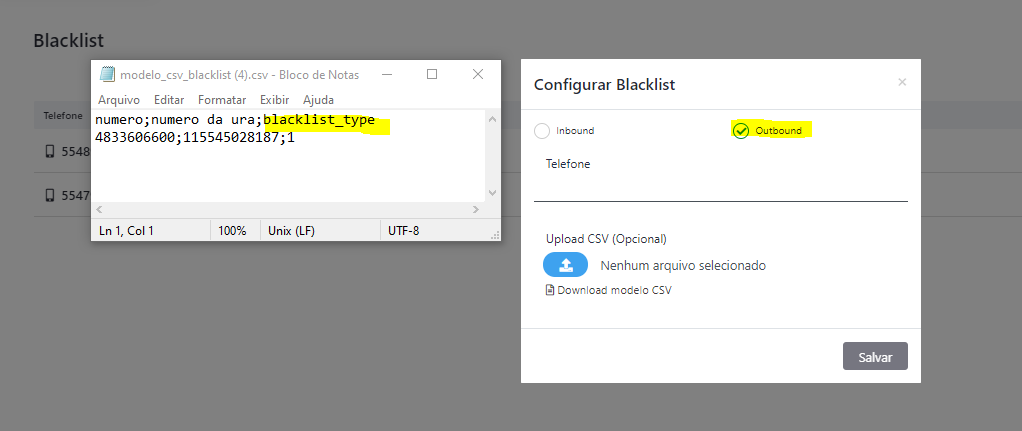 Blacklist
Telefone
5548
5547
modelo_csv_blacklist (4).csv - Bloco de Notas
Arquivo Editar Formatar Exibir Ajuda
numero;numero da ura;blacklist_type
4833606600;115545028187;1
Ln 1, Col 1 100% Unix (LF) UTF-8
Configurar Blacklist
×
Inbound Outbound
Telefone
Upload CSV (Opcional)
Nenhum arquivo selecionado
Download modelo CSV
Salvar